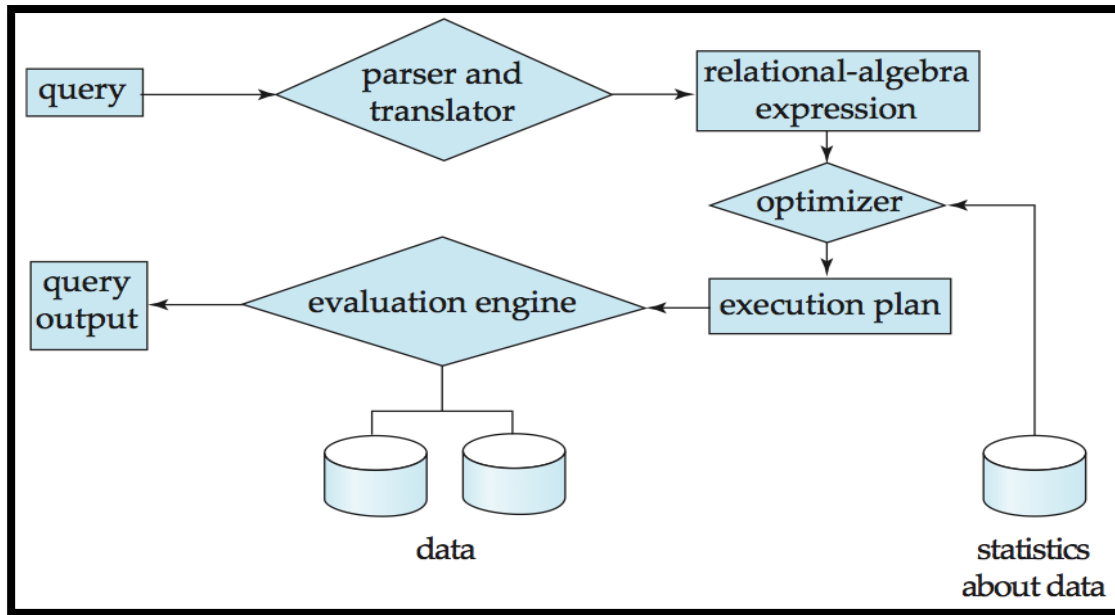 query
parser and
translator
relational-algebra
expression
optimizer
query
output
evaluation engine
execution plan
data
statistics
about data